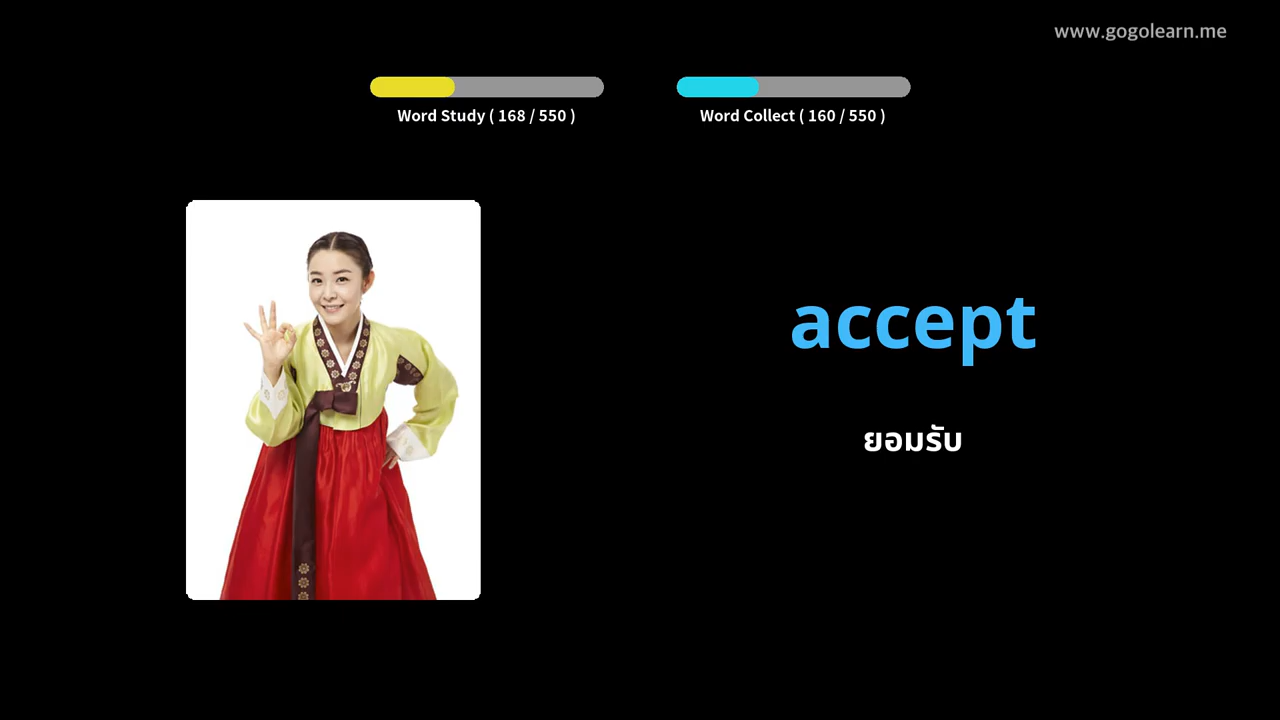 www.gogolearn.me
Word Study ( 168 / 550 )
Word Collect ( 160 / 550 )
accept
ยอมรับ